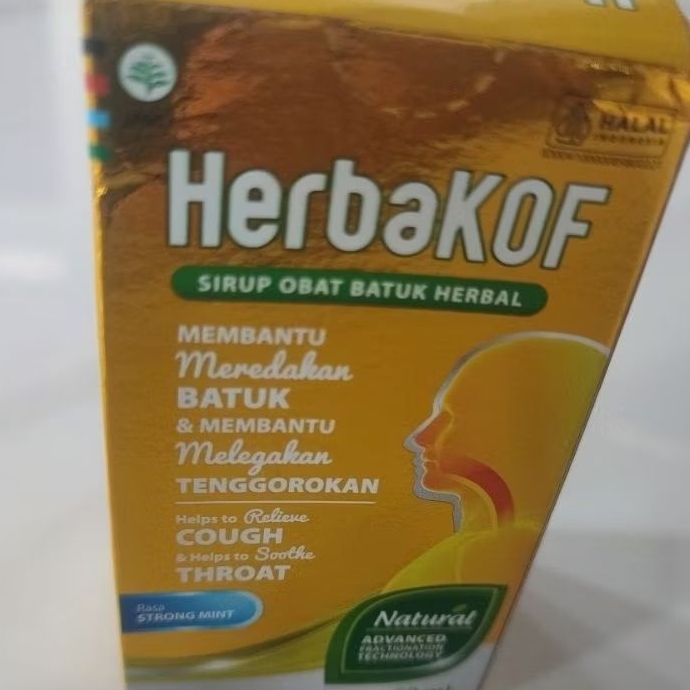 HALAL
INDONESIA
HerbaKOF
SIRUP OBAT BATUK HERBAL
MEMBANTU
Meredakan
BATUK
& MEMBANTU
Melegakan
TENGGOROKAN
Helps to Relieve
COUGH
& Helps to Soothe
THROAT
Rasa
STRONG MINT
Natural
ADVANCED
FRACTIONATION
TECHNOLOGY